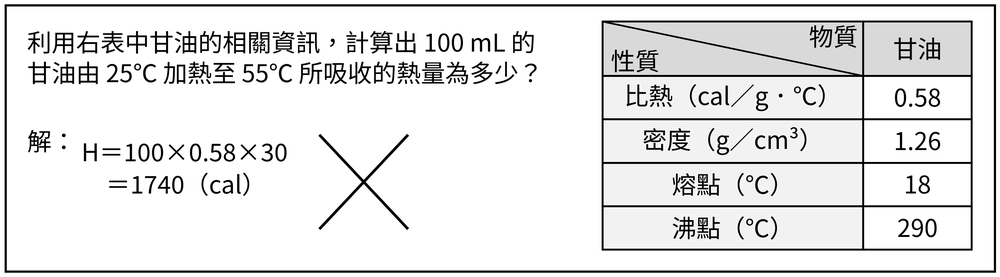 利用右表中甘油的相關資訊，計算出 100 mL 的
甘油由 25℃ 加熱至 55℃ 所吸收的熱量為多少？
解：
H＝100×0.58×30
＝1740（cal）
物質
性質
甘油
比熱（cal／g．℃）
0.58
密度（g／cm³）
1.26
熔點（℃）
18
沸點（℃）
290